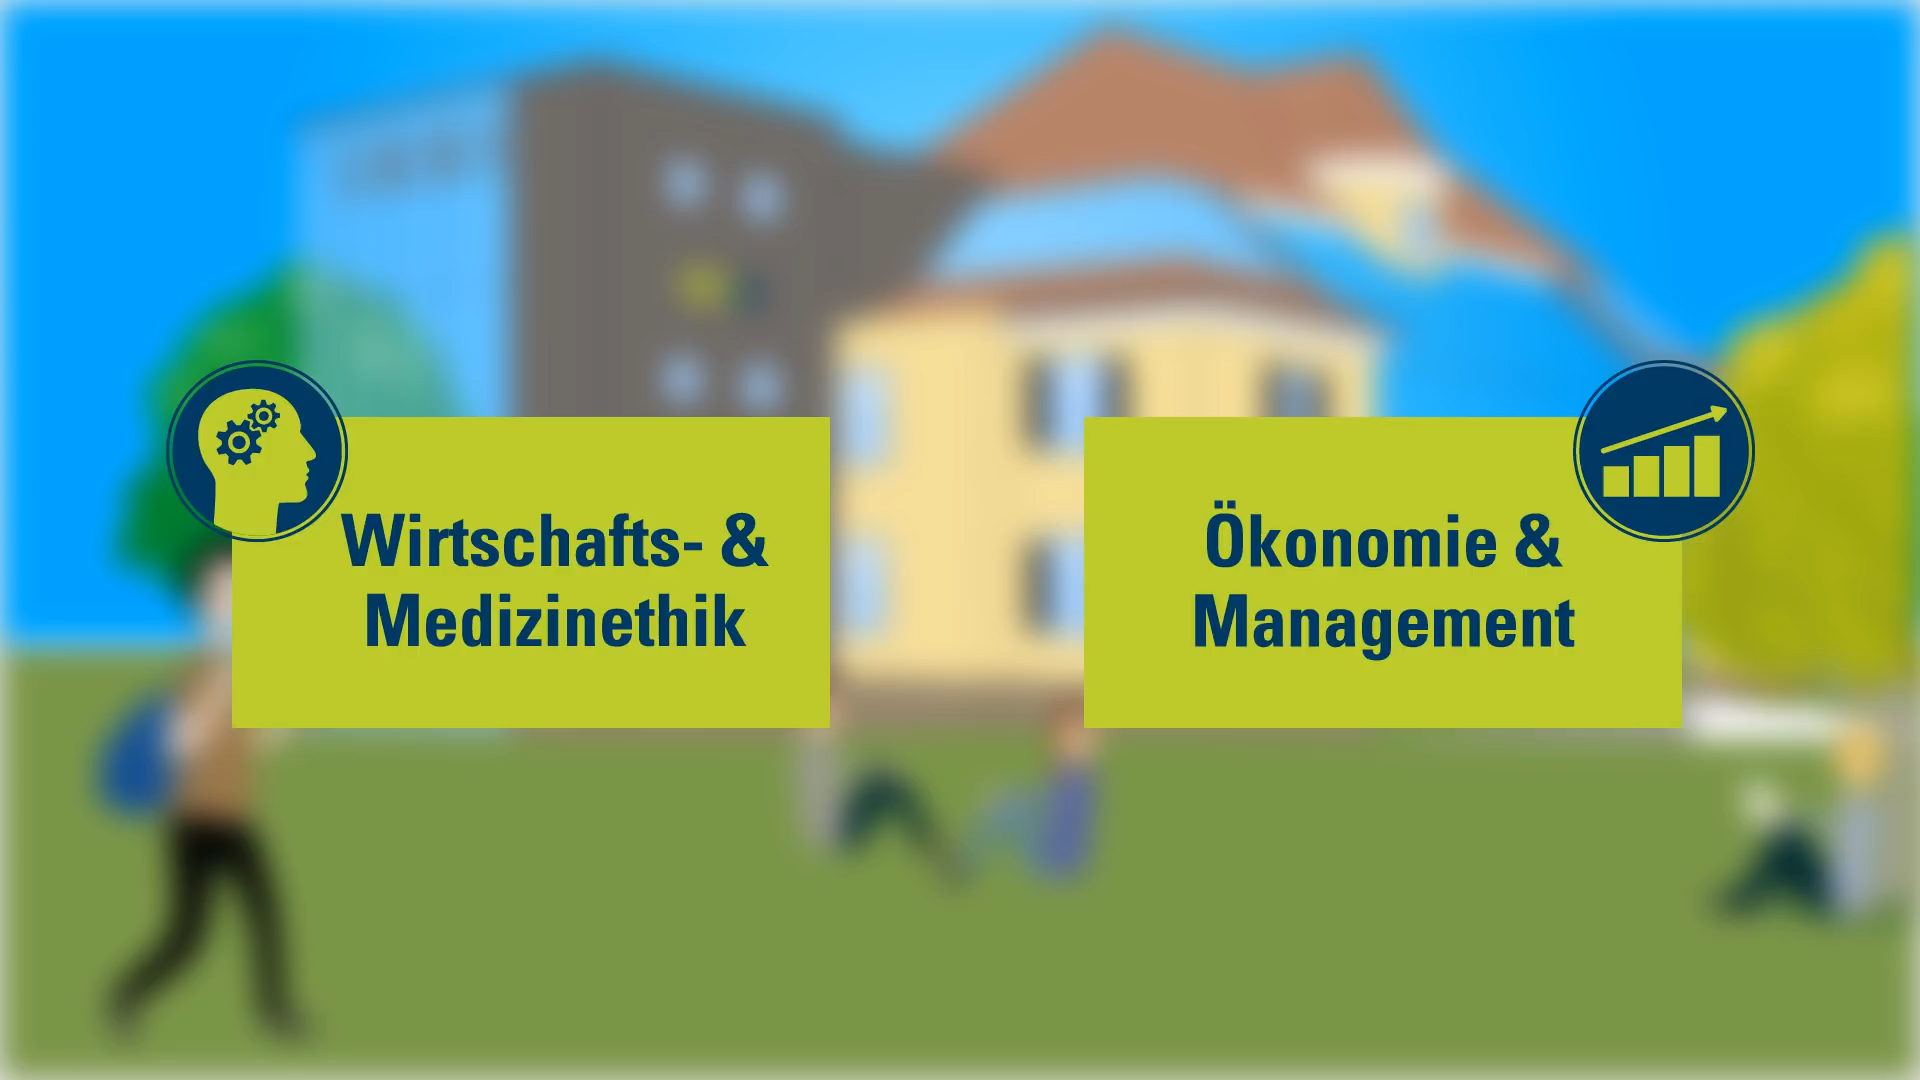 Wirtschafts- &
Medizinethik
Ökonomie &
Management